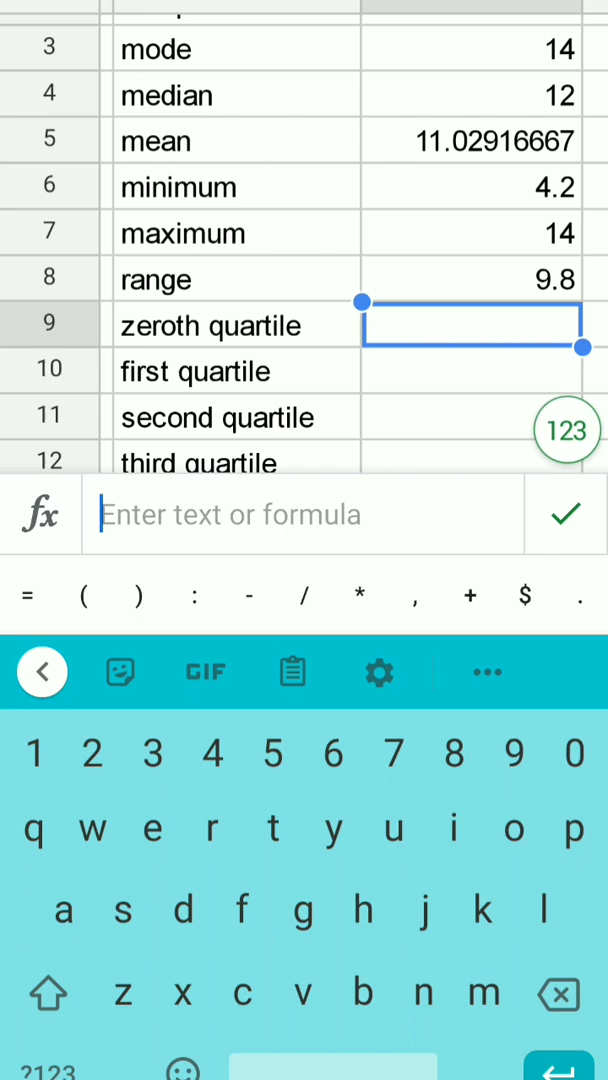 3 mode 14
4 median 12
5 mean 11.02916667
6 minimum 4.2
7 maximum 14
8 range 9.8
9 zeroth quartile
10 first quartile
11 second quartile
123
12 third quartile
fx Enter text or formula
= ( ) : - / * , + $ .
GIF
1 2 3 4 5 6 7 8 9 0
q w e r t y u i o p
a s d f g h j k l
z x c v b n m
?123